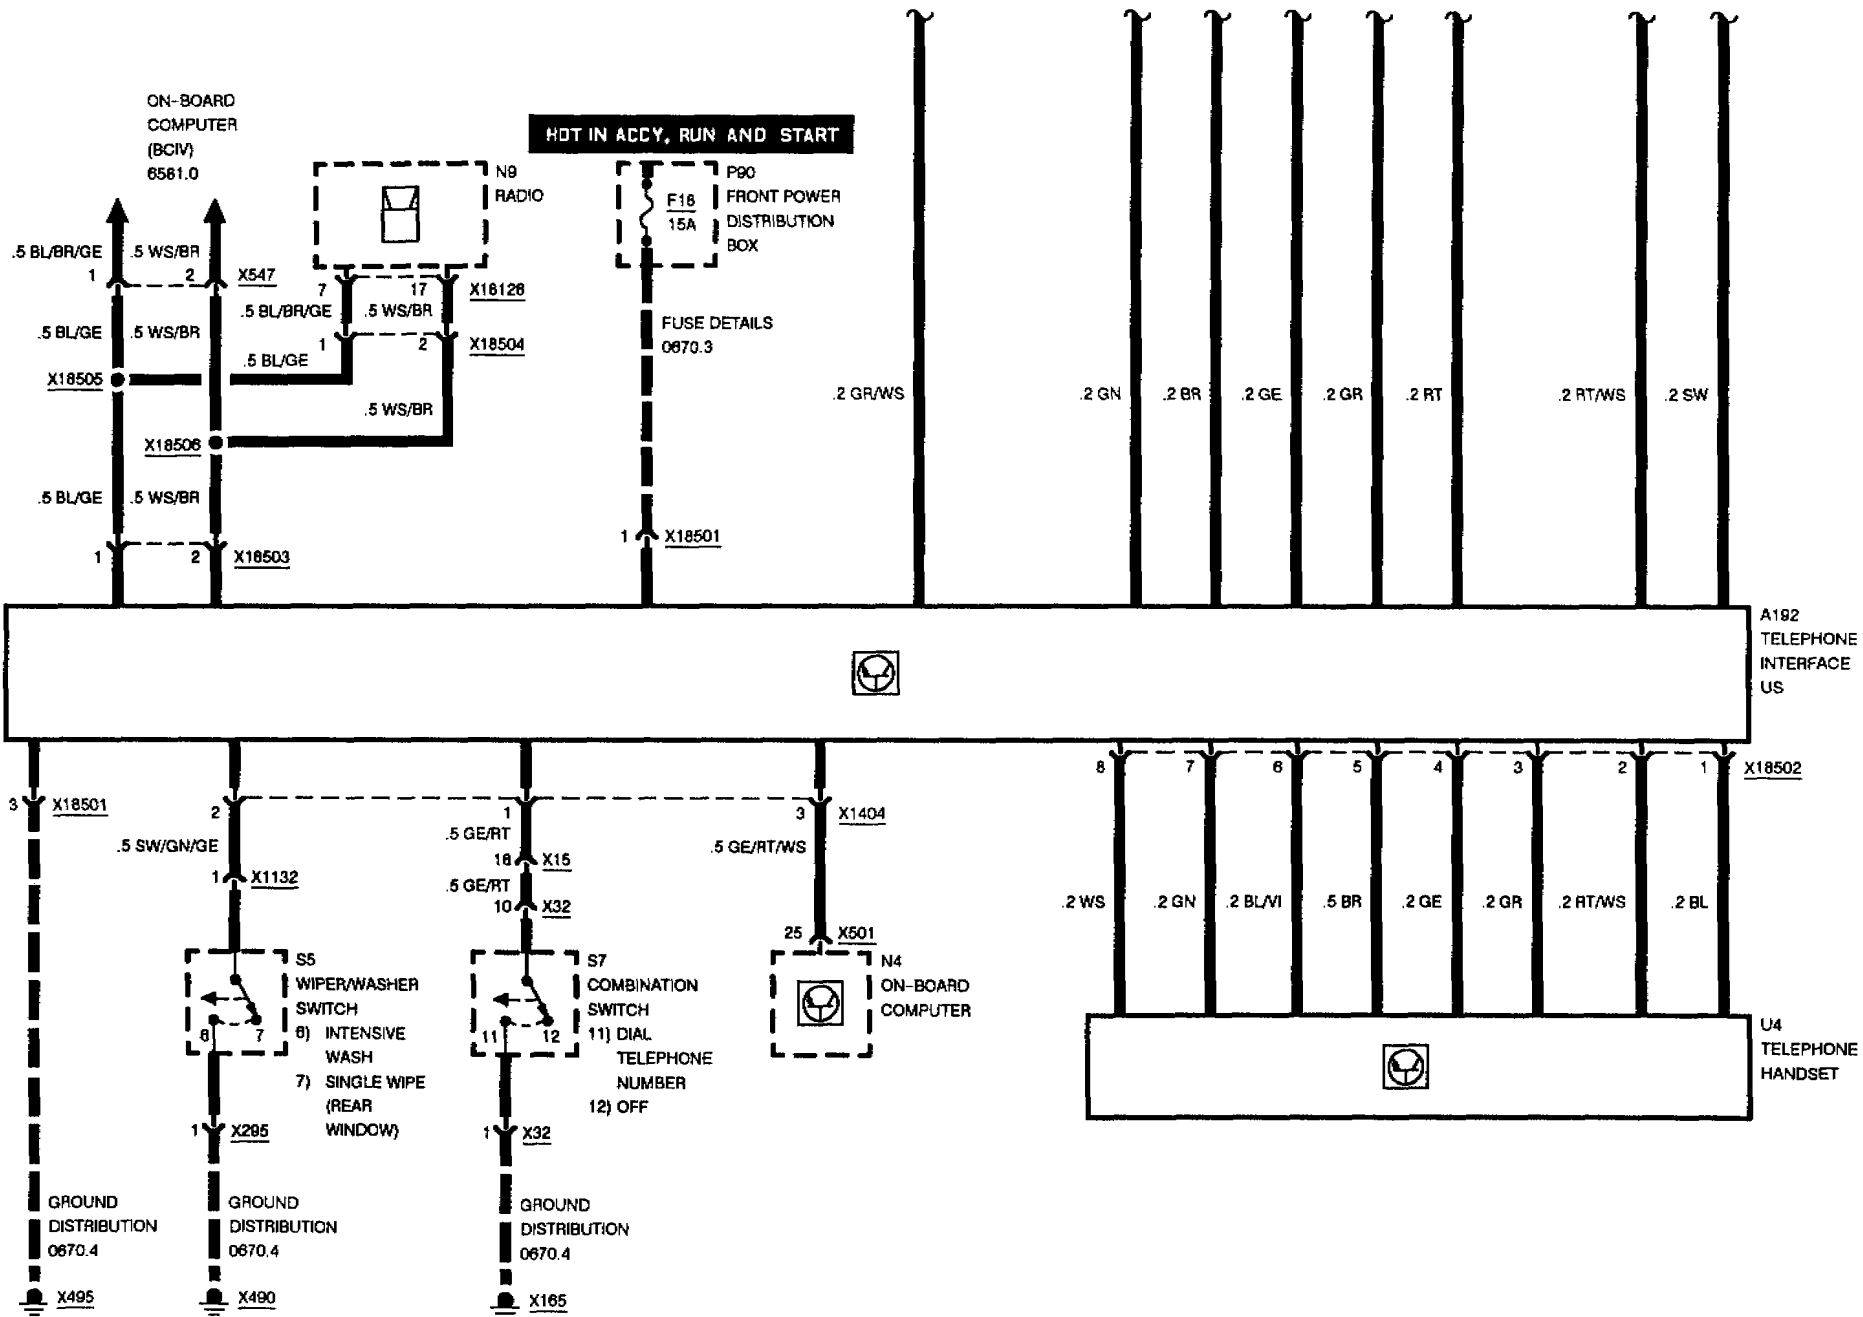 ON-BOARD
COMPUTER
(BCIV)
6581.0
HOT IN ACCY, RUN AND START
N9
RADIO
P90
FRONT POWER
DISTRIBUTION
BOX
F16
15A
.5 BL/BR/GE
.5 WS/BR
1
2
X547
7
17
X18126
.5 BL/BR/GE
.5 WS/BR
.5 BL/GE
.5 WS/BR
1
2
X18504
FUSE DETAILS
0670.3
.5 BL/GE
X18505
.5 WS/BR
.2 GR/WS
.2 GN
.2 BR
.2 GE
.2 GR
.2 RT
.2 RT/WS
.2 SW
X18506
.5 BL/GE
.5 WS/BR
1
X18501
1
2
X18503
A192
TELEPHONE
INTERFACE
US
8
7
6
5
4
3
2
1
X18502
3
X18501
2
1
3
X1404
.5 SW/GN/GE
.5 GE/RT
.5 GE/RT/WS
16
X15
1
X1132
.5 GE/RT
10
X32
.2 WS
.2 GN
.2 BL/VI
.5 BR
.2 GE
.2 GR
.2 RT/WS
.2 BL
25
X501
S5
WIPER/WASHER
SWITCH
6) INTENSIVE
WASH
7) SINGLE WIPE
(REAR
WINDOW)
6
7
S7
COMBINATION
SWITCH
11) DIAL
TELEPHONE
NUMBER
12) OFF
11
12
N4
ON-BOARD
COMPUTER
U4
TELEPHONE
HANDSET
1
X295
1
X32
GROUND
DISTRIBUTION
0670.4
GROUND
DISTRIBUTION
0670.4
GROUND
DISTRIBUTION
0670.4
X495
X490
X165